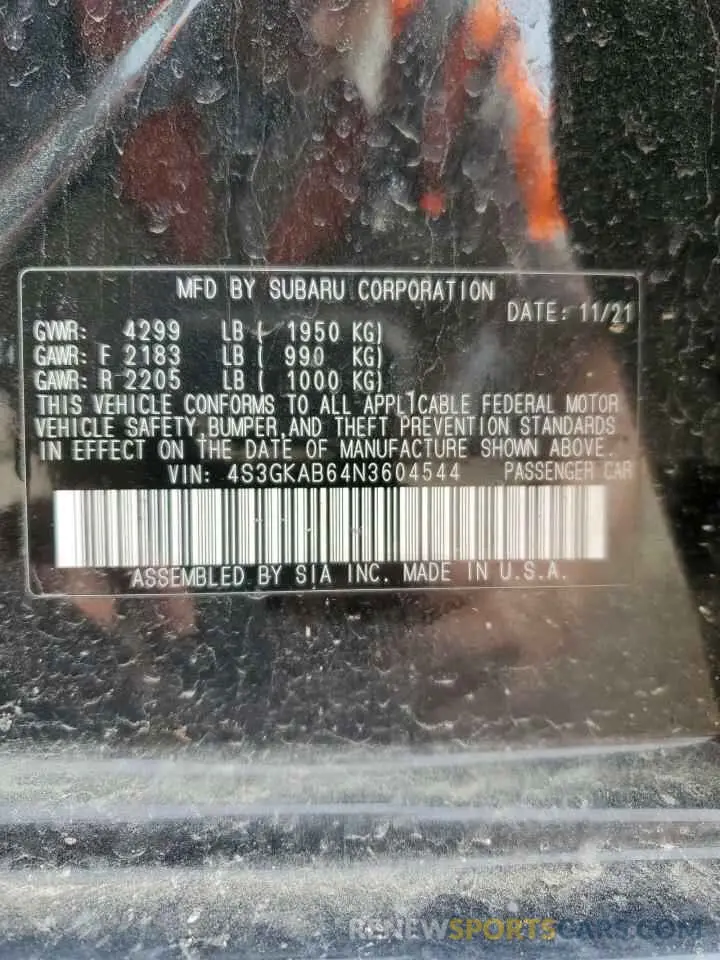 MFD BY SUBARU CORPORATION
DATE: 11/21
GVWR: 4299 LB ( 1950 KG)
GAWR: F 2183 LB ( 990 KG)
GAWR: R 2205 LB ( 1000 KG)
THIS VEHICLE CONFORMS TO ALL APPLICABLE FEDERAL MOTOR
VEHICLE SAFETY, BUMPER, AND THEFT PREVENTION STANDARDS
IN EFFECT ON THE DATE OF MANUFACTURE SHOWN ABOVE.
VIN: 4S3GKAB64N3604544 PASSENGER CAR
ASSEMBLED BY SIA INC. MADE IN U.S.A.
RENEWSPORTSCARS.COM